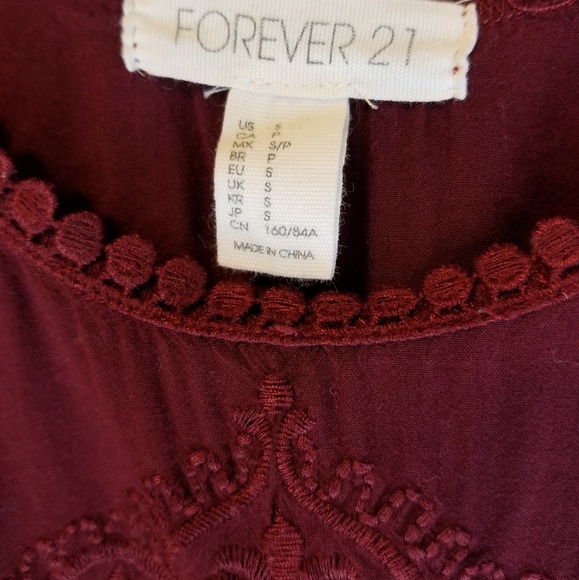 FOREVER 21
US S
CA P
MX S/P
BR P
EU S
UK S
KR S
JP S
CN 160/84A
MADE IN CHINA